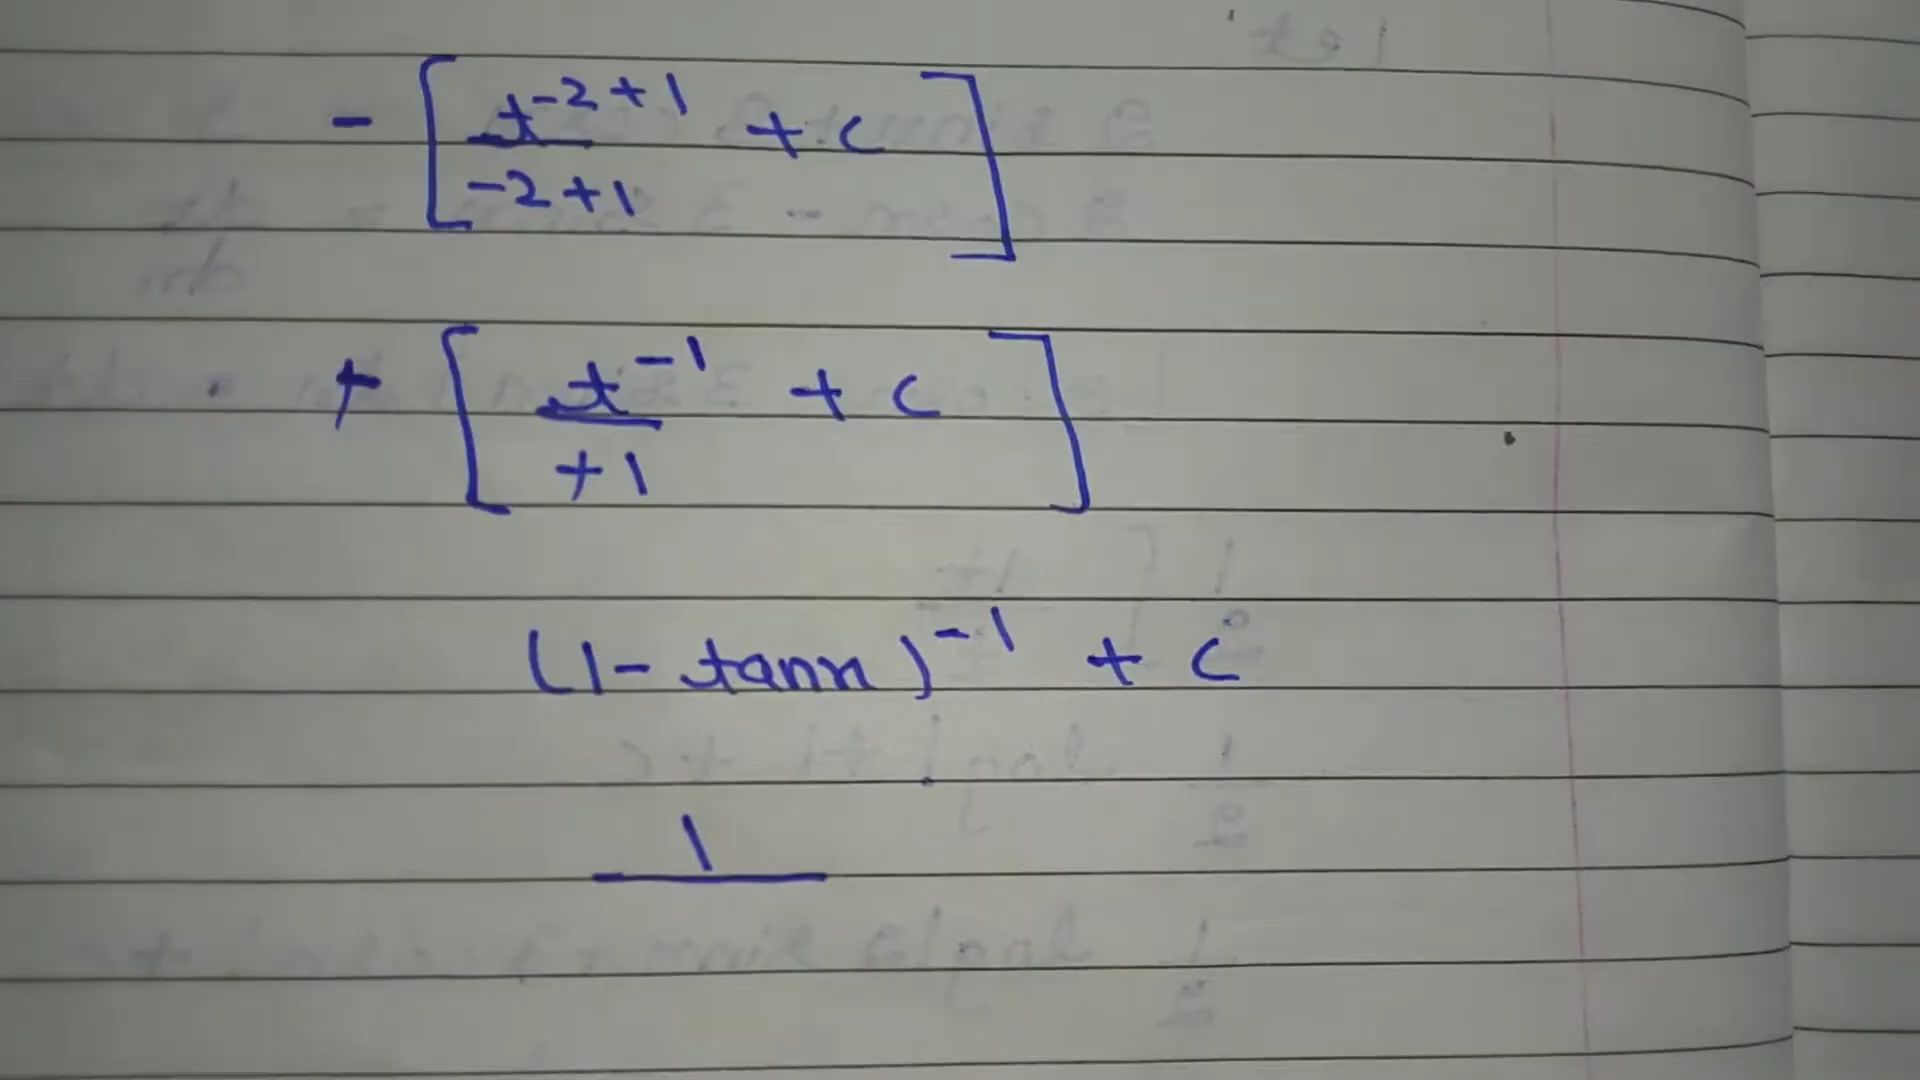 - [ t^{-2+1} / -2+1 + c ]
+ [ t^{-1} / +1 + c ]
(1 - tanx)^{-1} + c
1